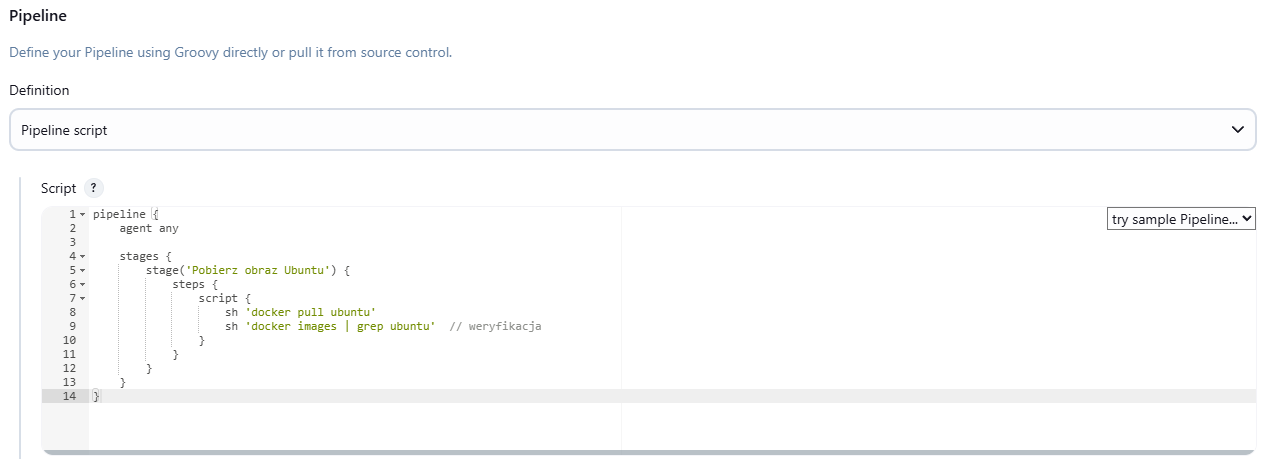 Pipeline
Define your Pipeline using Groovy directly or pull it from source control.
Definition
Pipeline script
Script ?
try sample Pipeline...
1 pipeline {
2     agent any
3
4     stages {
5         stage('Pobierz obraz Ubuntu') {
6             steps {
7                 script {
8                     sh 'docker pull ubuntu'
9                     sh 'docker images | grep ubuntu'  // weryfikacja
10                 }
11             }
12         }
13     }
14 }